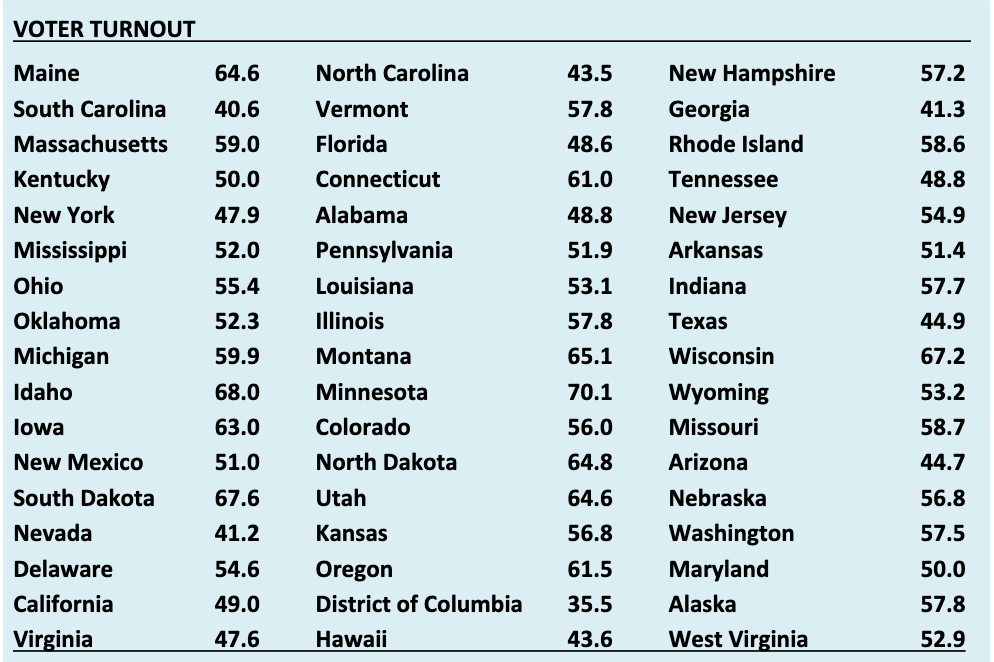 VOTER TURNOUT
Maine 64.6 North Carolina 43.5 New Hampshire 57.2
South Carolina 40.6 Vermont 57.8 Georgia 41.3
Massachusetts 59.0 Florida 48.6 Rhode Island 58.6
Kentucky 50.0 Connecticut 61.0 Tennessee 48.8
New York 47.9 Alabama 48.8 New Jersey 54.9
Mississippi 52.0 Pennsylvania 51.9 Arkansas 51.4
Ohio 55.4 Louisiana 53.1 Indiana 57.7
Oklahoma 52.3 Illinois 57.8 Texas 44.9
Michigan 59.9 Montana 65.1 Wisconsin 67.2
Idaho 68.0 Minnesota 70.1 Wyoming 53.2
Iowa 63.0 Colorado 56.0 Missouri 58.7
New Mexico 51.0 North Dakota 64.8 Arizona 44.7
South Dakota 67.6 Utah 64.6 Nebraska 56.8
Nevada 41.2 Kansas 56.8 Washington 57.5
Delaware 54.6 Oregon 61.5 Maryland 50.0
California 49.0 District of Columbia 35.5 Alaska 57.8
Virginia 47.6 Hawaii 43.6 West Virginia 52.9